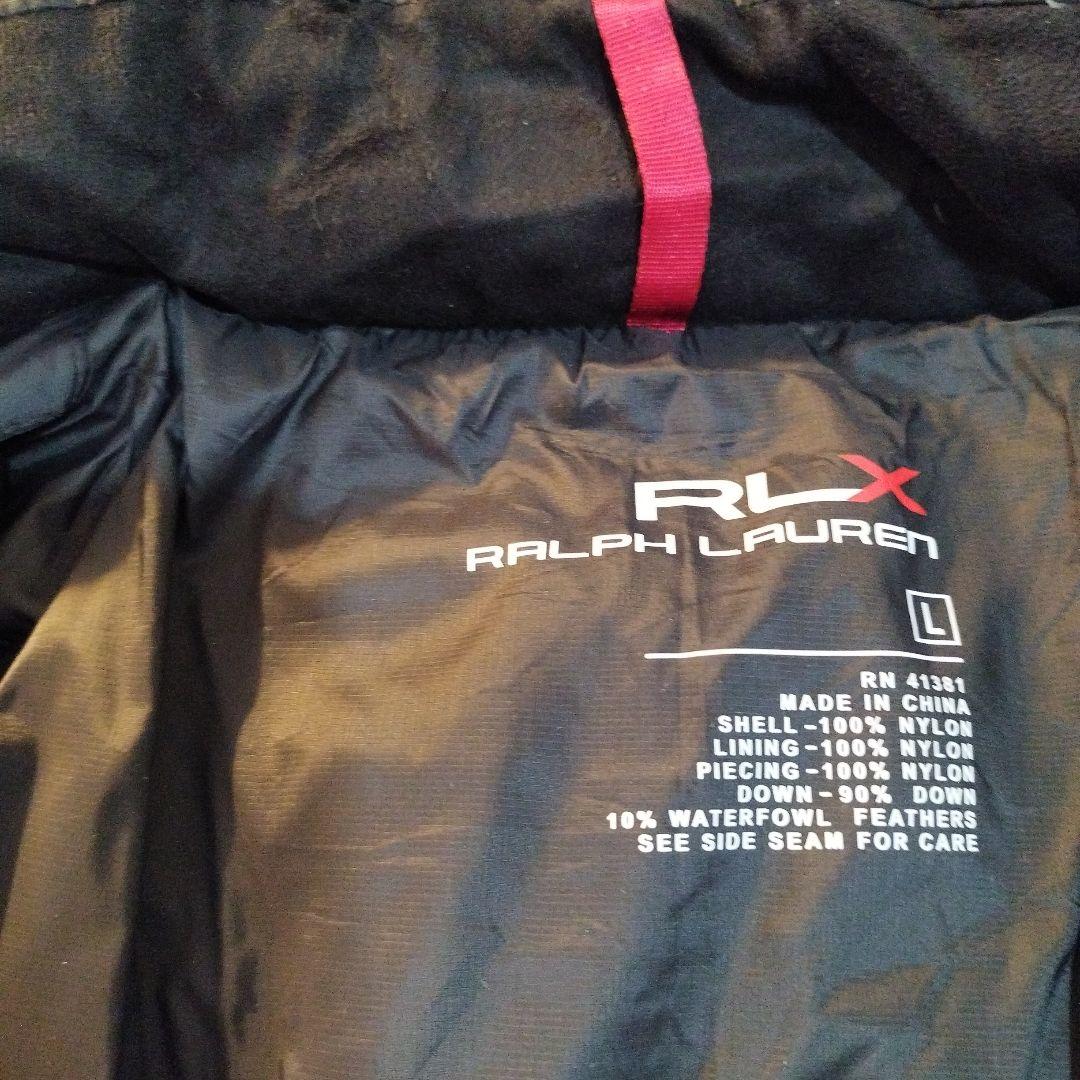 RLX
RALPH LAUREN
L
RN 41381
MADE IN CHINA
SHELL-100% NYLON
LINING-100% NYLON
PIECING-100% NYLON
DOWN-90% DOWN
10% WATERFOWL FEATHERS
SEE SIDE SEAM FOR CARE